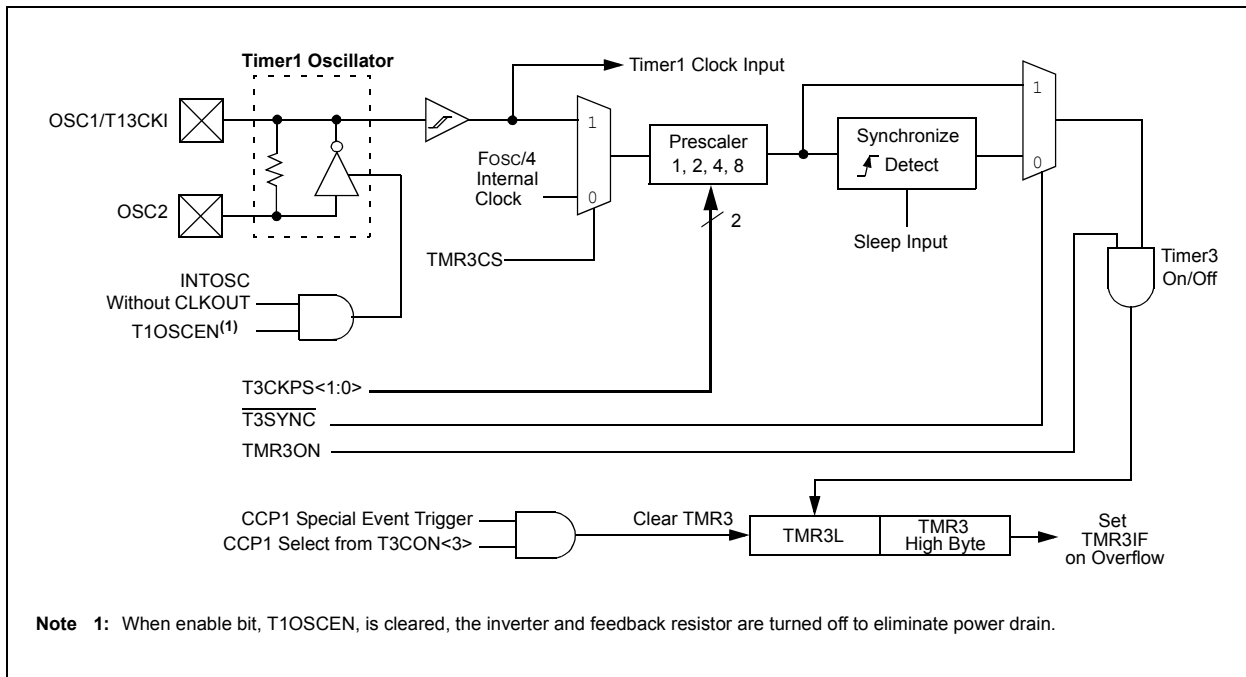 Timer1 Oscillator
Timer1 Clock Input
OSC1/T13CKI
1
1
FOSC/4
Internal
Clock
0
Prescaler
1, 2, 4, 8
Synchronize
Detect
0
OSC2
2
Sleep Input
TMR3CS
Timer3
On/Off
INTOSC
Without CLKOUT
T1OSCEN(1)
T3CKPS<1:0>
T3SYNC
TMR3ON
CCP1 Special Event Trigger
CCP1 Select from T3CON<3>
Clear TMR3
TMR3L
TMR3
High Byte
Set
TMR3IF
on Overflow
Note 1: When enable bit, T1OSCEN, is cleared, the inverter and feedback resistor are turned off to eliminate power drain.